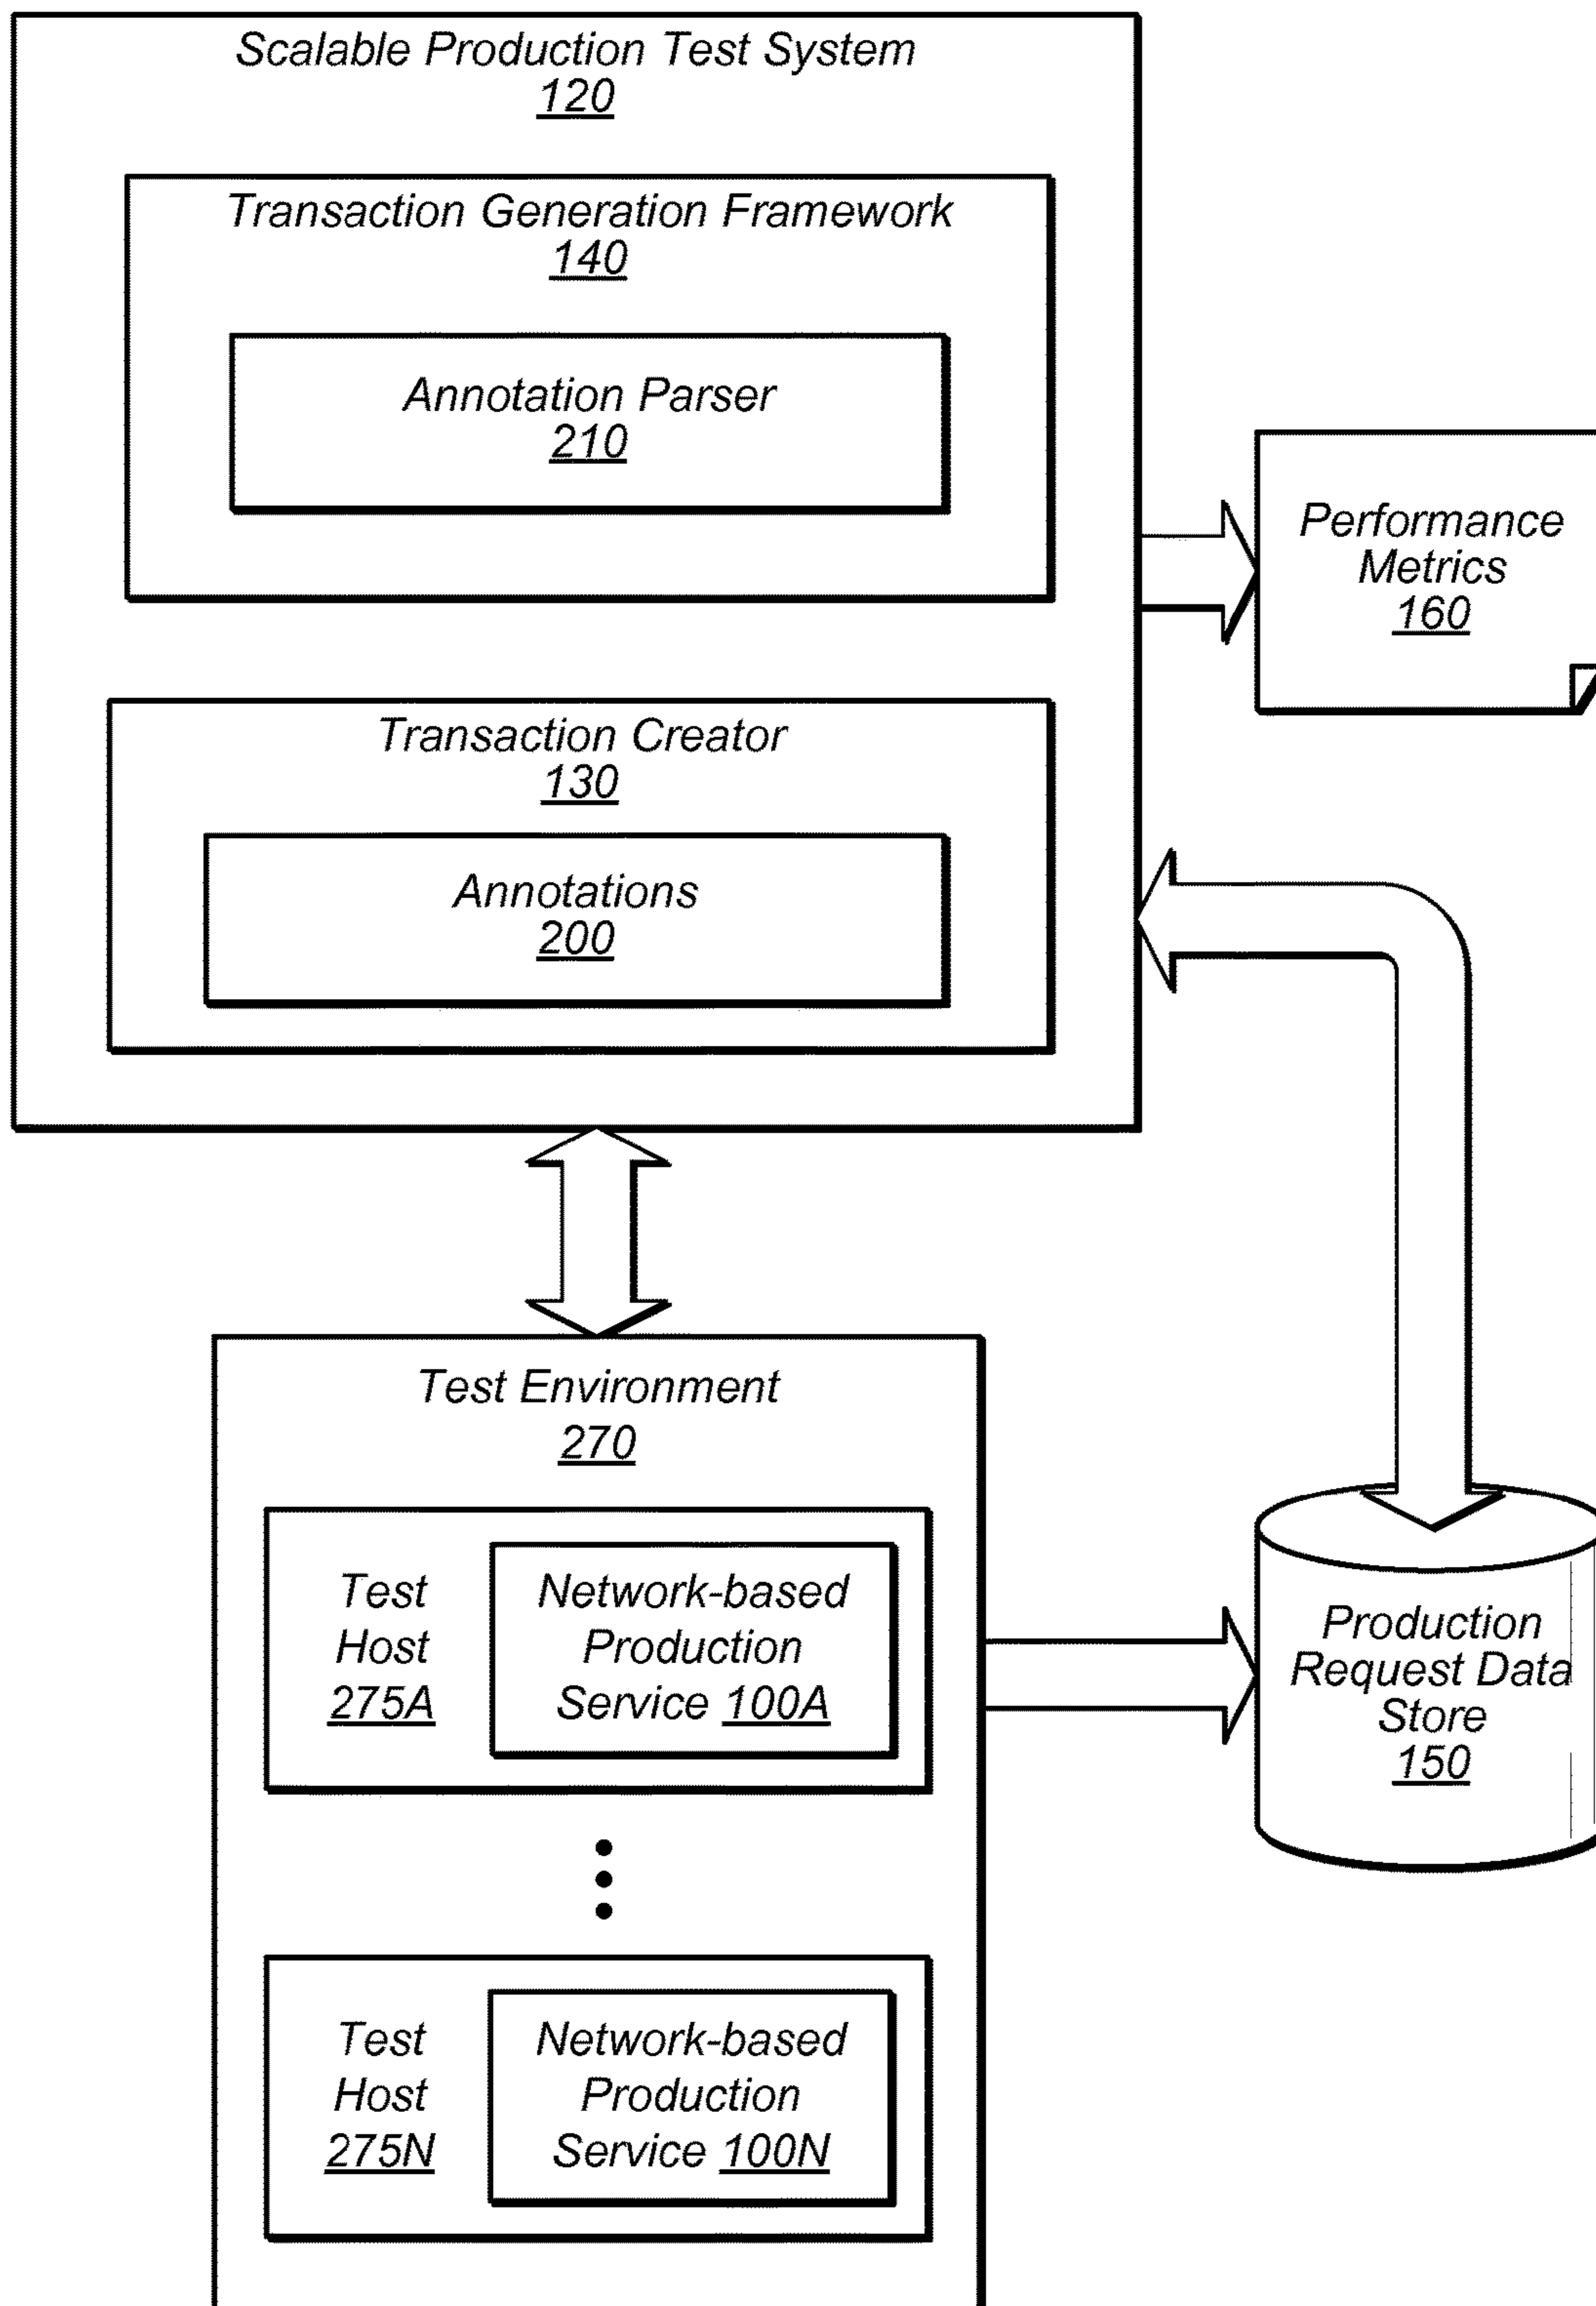 Scalable Production Test System
120
Transaction Generation Framework
140
Annotation Parser
210
Performance
Metrics
160
Transaction Creator
130
Annotations
200
Test Environment
270
Test
Host
275A
Network-based
Production
Service 100A
Production
Request Data
Store
150
Test
Host
275N
Network-based
Production
Service 100N